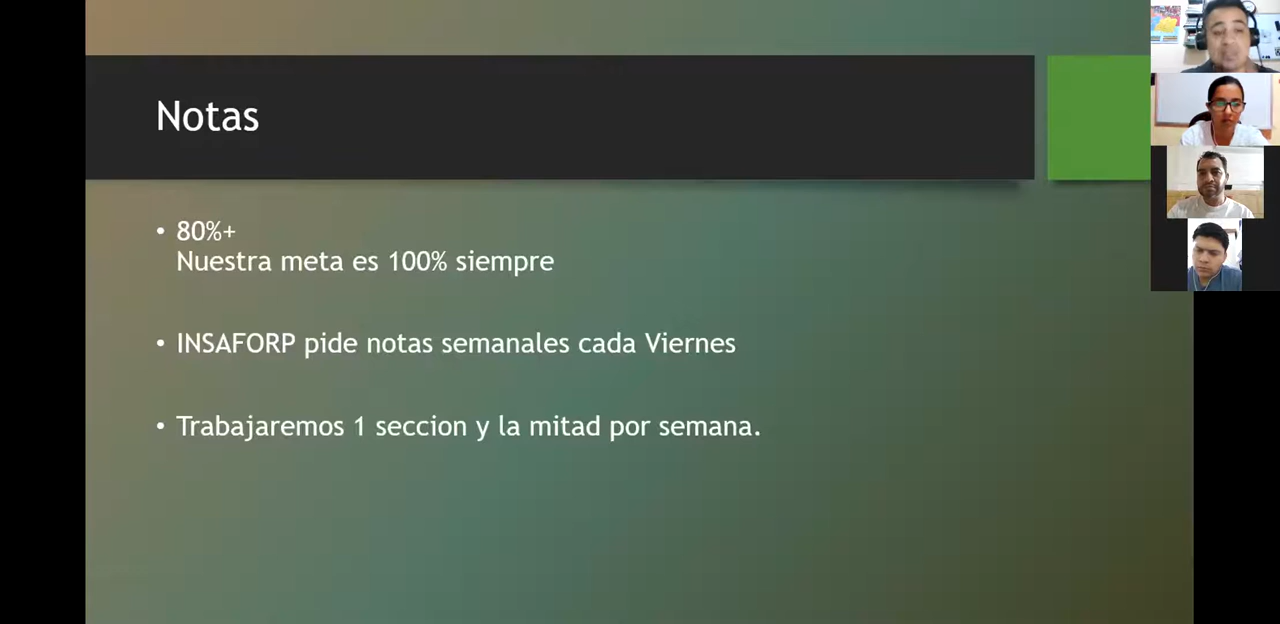 Notas
• 80%+
Nuestra meta es 100% siempre
• INSAFORP pide notas semanales cada Viernes
• Trabajaremos 1 seccion y la mitad por semana.